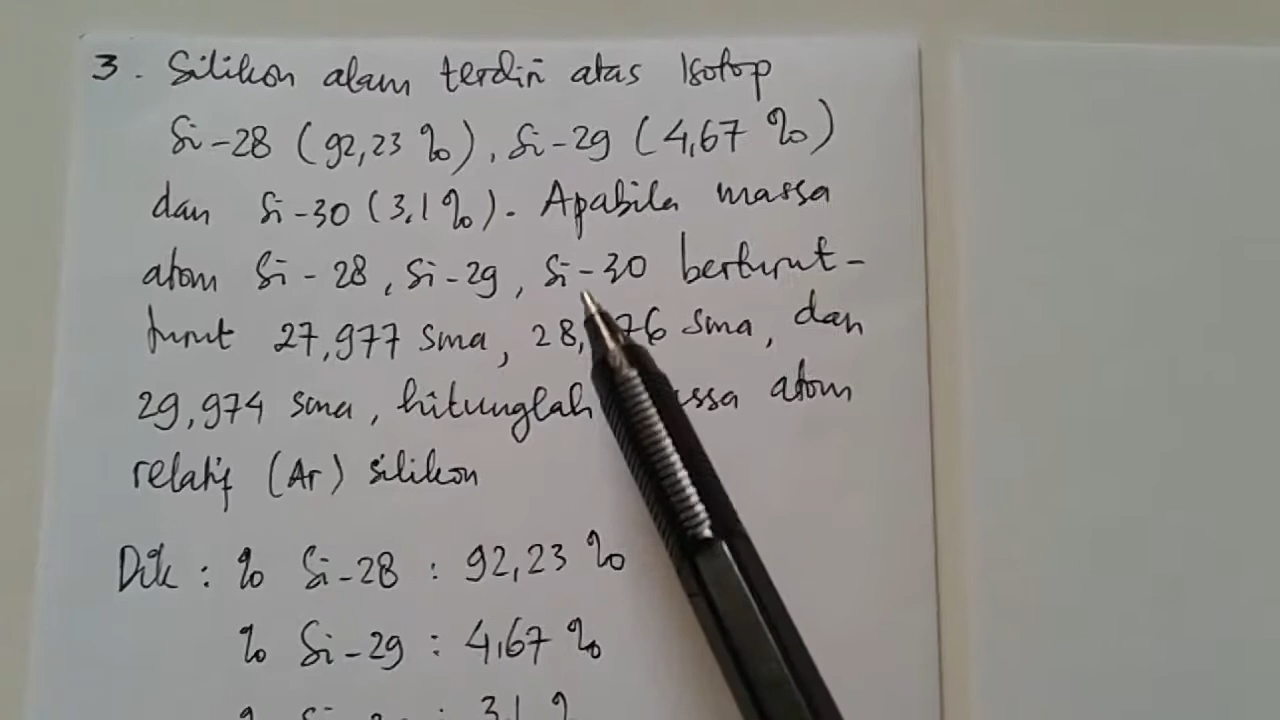 3. Silikon alam terdiri atas Isotop
Si-28 (92,23 %), Si-29 (4,67 %)
dan Si-30 (3,1 %). Apabila massa
atom Si-28, Si-29, Si-30 berturut-
turut 27,977 sma, sma, dan
29,974 sma, hitunglah atom
relatif (Ar) silikon
Dik : % Si-28 : 92,23 %
% Si-29 : 4,67 %